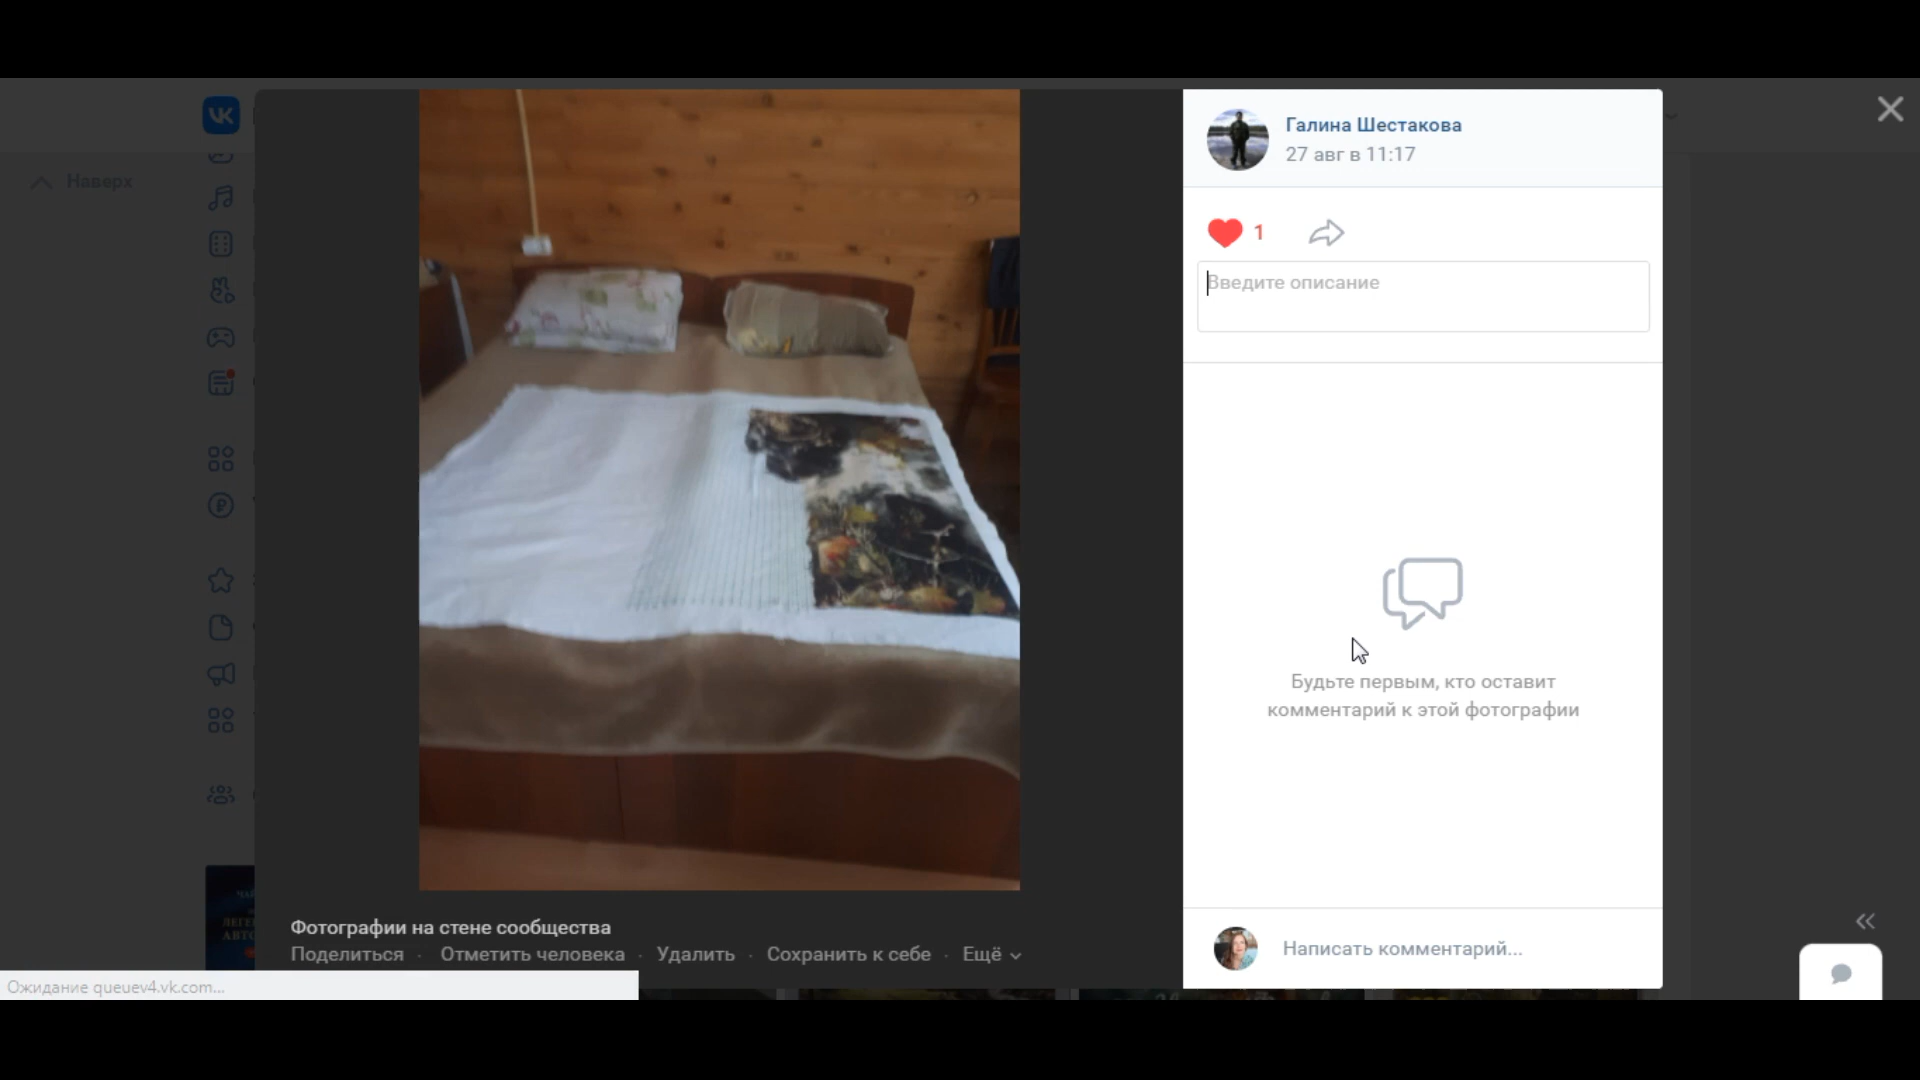 Наверх
Галина Шестакова
27 авг в 11:17
1
Введите описание
Будьте первым, кто оставит
комментарий к этой фотографии
Написать комментарий...
Фотографии на стене сообщества
Поделиться · Отметить человека · Удалить · Сохранить к себе · Ещё
Ожидание queuev4.vk.com...